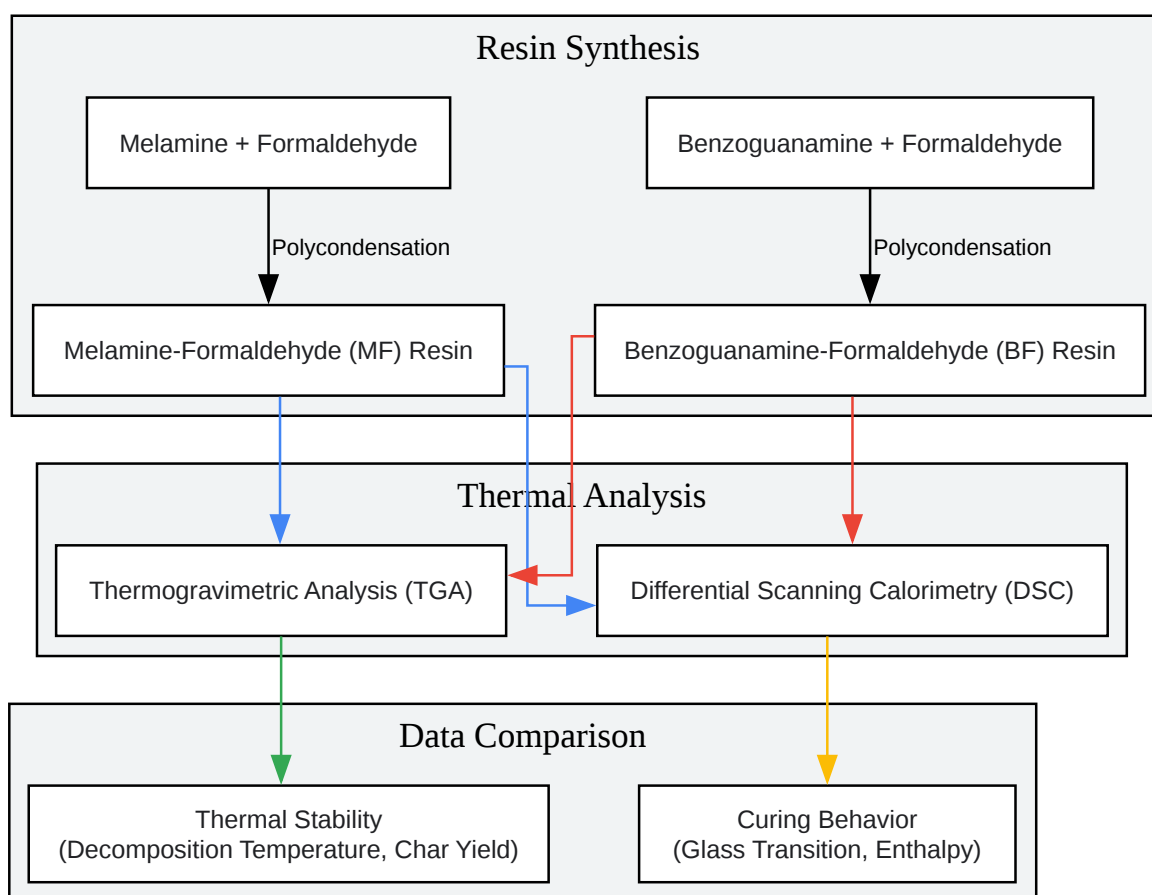 Resin Synthesis
Melamine + Formaldehyde
Benzoguanamine + Formaldehyde
Polycondensation
Polycondensation
Melamine-Formaldehyde (MF) Resin
Benzoguanamine-Formaldehyde (BF) Resin
Thermal Analysis
Thermogravimetric Analysis (TGA)
Differential Scanning Calorimetry (DSC)
Data Comparison
Thermal Stability
(Decomposition Temperature, Char Yield)
Curing Behavior
(Glass Transition, Enthalpy)